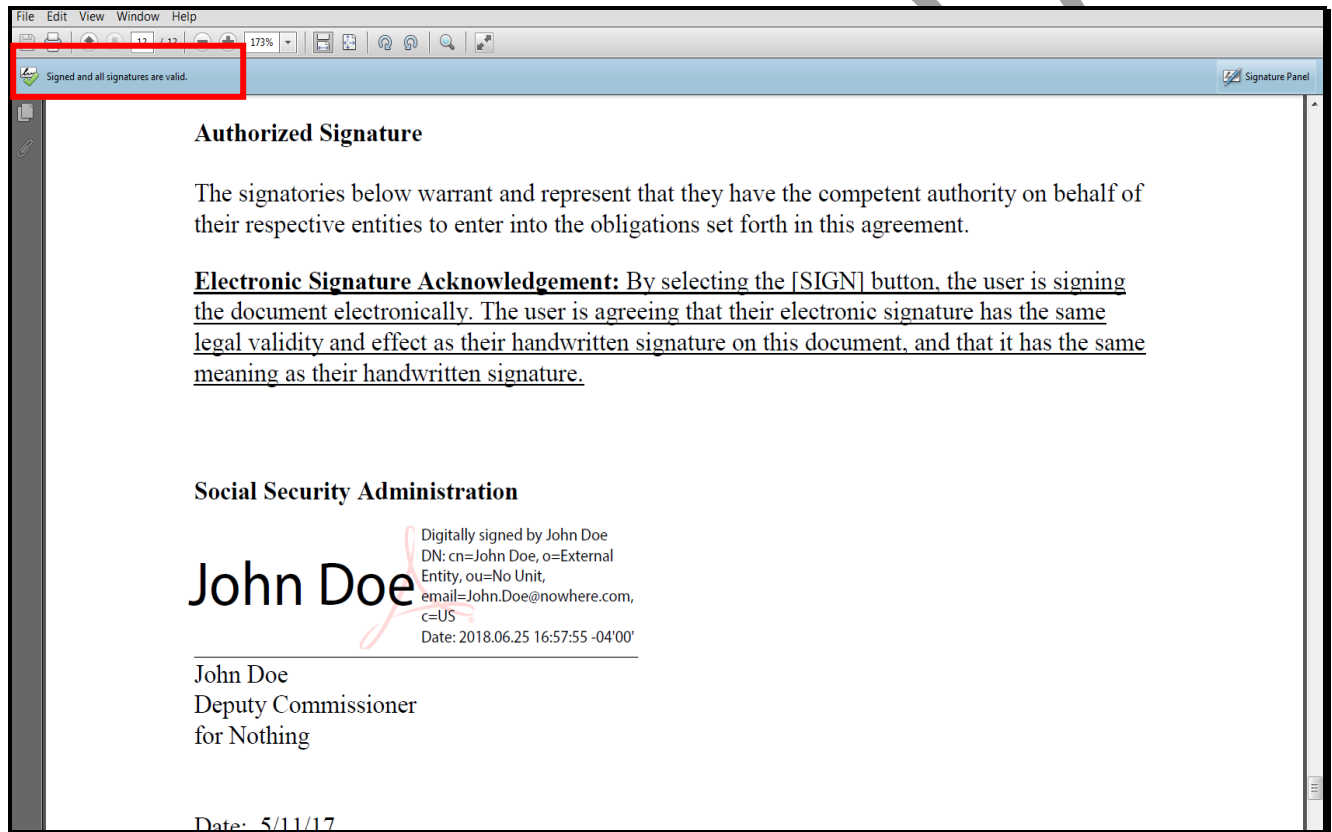 File Edit View Window Help
12 / 12 173%
Signed and all signatures are valid.
Signature Panel
Authorized Signature
The signatories below warrant and represent that they have the competent authority on behalf of
their respective entities to enter into the obligations set forth in this agreement.
Electronic Signature Acknowledgement: By selecting the [SIGN] button, the user is signing
the document electronically. The user is agreeing that their electronic signature has the same
legal validity and effect as their handwritten signature on this document, and that it has the same
meaning as their handwritten signature.
Social Security Administration
John Doe
Digitally signed by John Doe
DN: cn=John Doe, o=External
Entity, ou=No Unit,
email=John.Doe@nowhere.com,
c=US
Date: 2018.06.25 16:57:55 -04'00'
John Doe
Deputy Commissioner
for Nothing
Date: 5/11/17